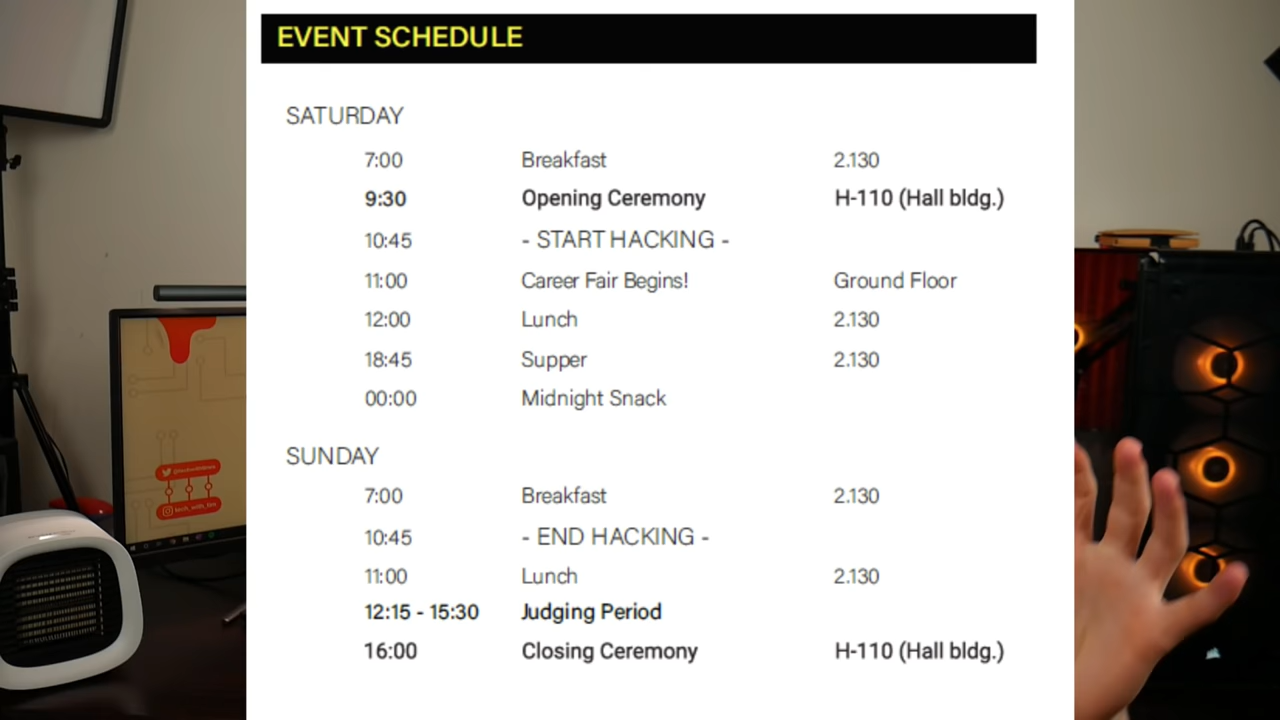 EVENT SCHEDULE
SATURDAY
7:00 Breakfast 2.130
9:30 Opening Ceremony H-110 (Hall bldg.)
10:45 - START HACKING -
11:00 Career Fair Begins! Ground Floor
12:00 Lunch 2.130
18:45 Supper 2.130
00:00 Midnight Snack
SUNDAY
7:00 Breakfast 2.130
10:45 - END HACKING -
11:00 Lunch 2.130
12:15 - 15:30 Judging Period
16:00 Closing Ceremony H-110 (Hall bldg.)
tech_with_tim